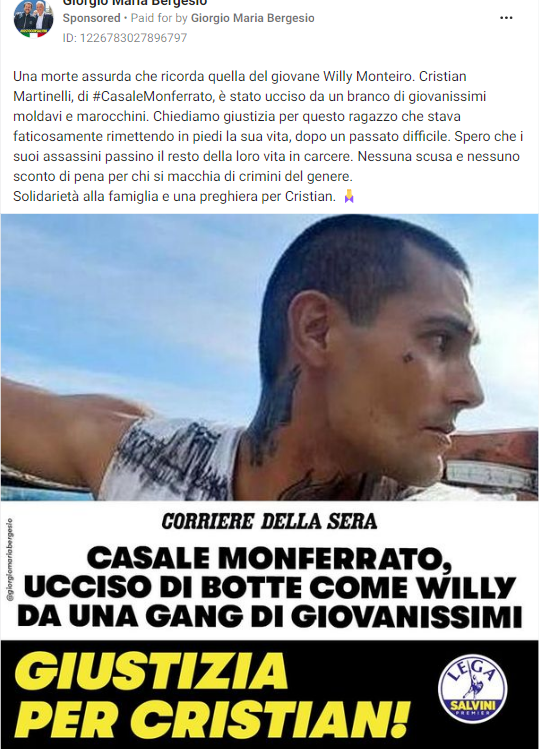 Giorgio Maria Bergesio
Sponsored • Paid for by Giorgio Maria Bergesio
ID: 1226783027896797
Una morte assurda che ricorda quella del giovane Willy Monteiro. Cristian
Martinelli, di #CasaleMonferrato, è stato ucciso da un branco di giovanissimi
moldavi e marocchini. Chiediamo giustizia per questo ragazzo che stava
faticosamente rimettendo in piedi la sua vita, dopo un passato difficile. Spero che i
suoi assassini passino il resto della loro vita in carcere. Nessuna scusa e nessuno
sconto di pena per chi si macchia di crimini del genere.
Solidarietà alla famiglia e una preghiera per Cristian. 🙏
@giorgiomariabergesio
CORRIERE DELLA SERA
CASALE MONFERRATO,
UCCISO DI BOTTE COME WILLY
DA UNA GANG DI GIOVANISSIMI
GIUSTIZIA
PER CRISTIAN!
LEGA
SALVINI
PREMIER